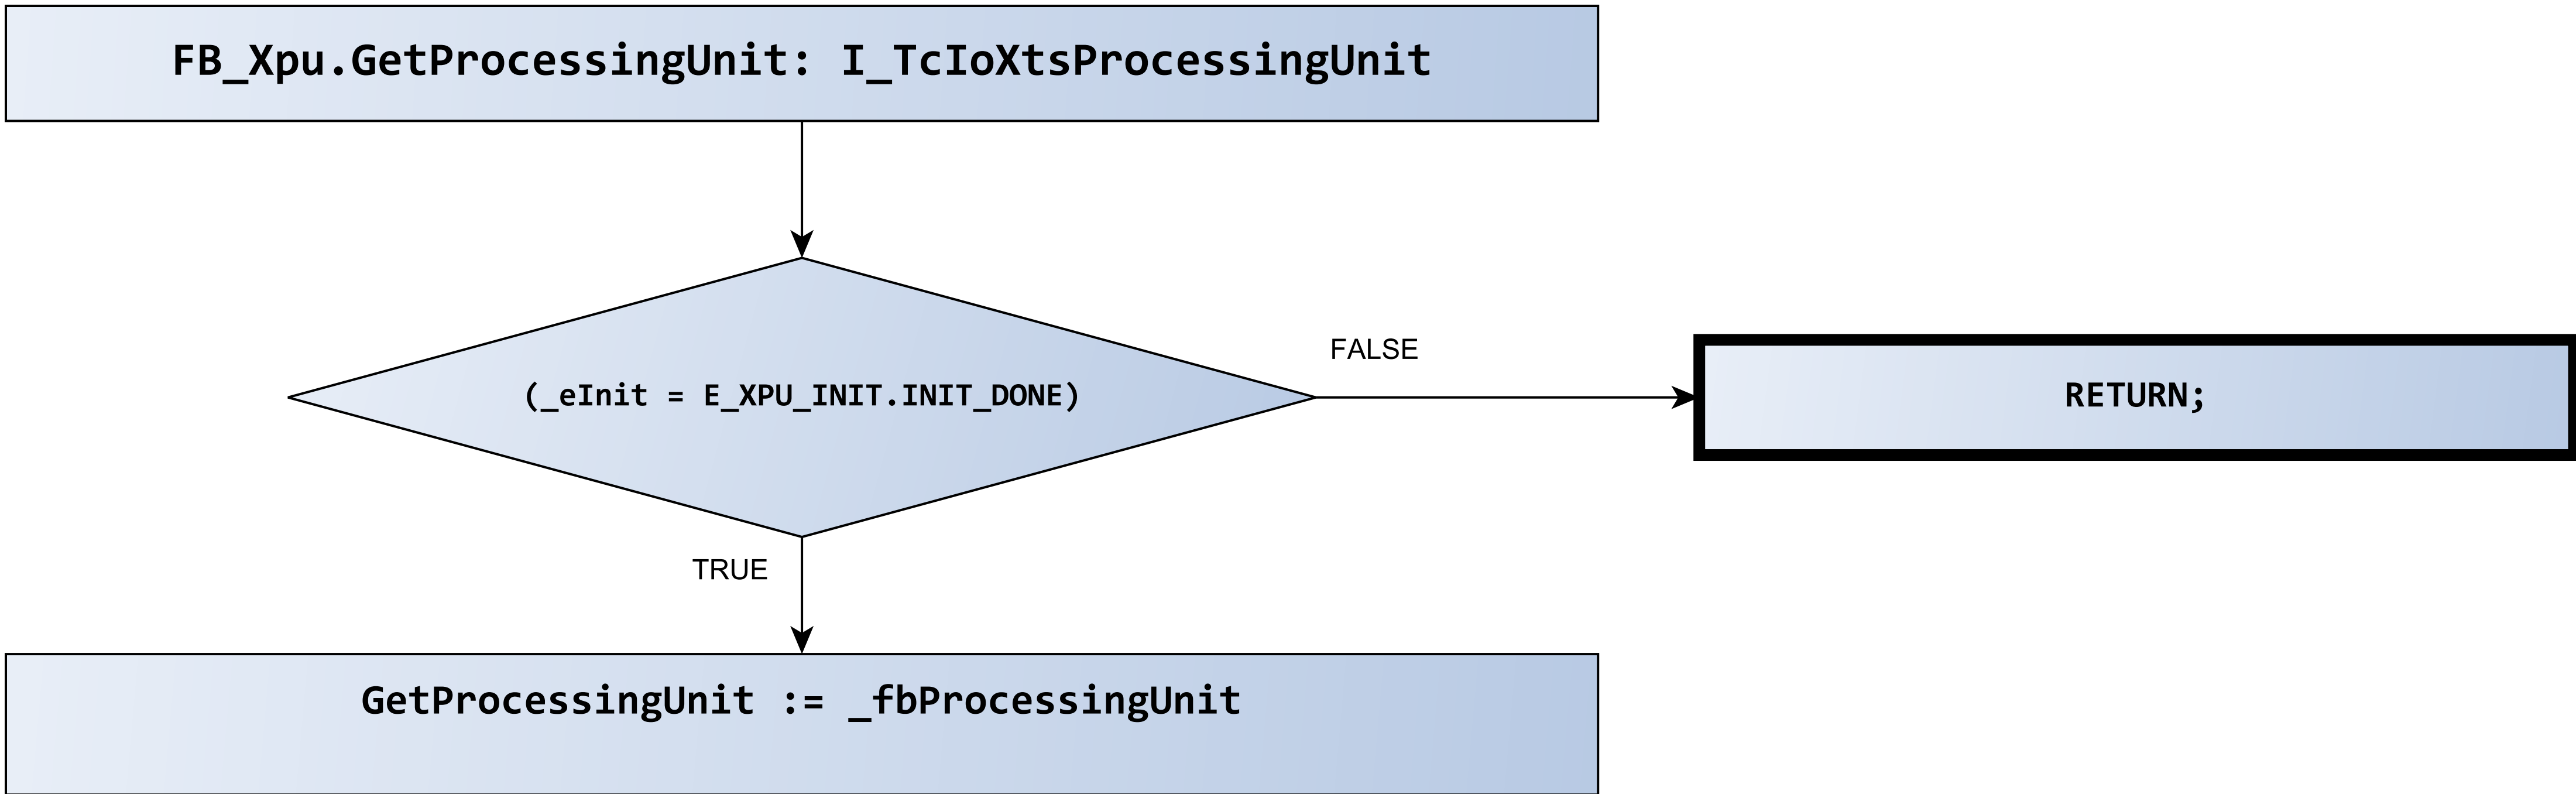 FB_Xpu.GetProcessingUnit: I_TcIoXtsProcessingUnit
(_eInit = E_XPU_INIT.INIT_DONE)
FALSE
RETURN;
TRUE
GetProcessingUnit := _fbProcessingUnit